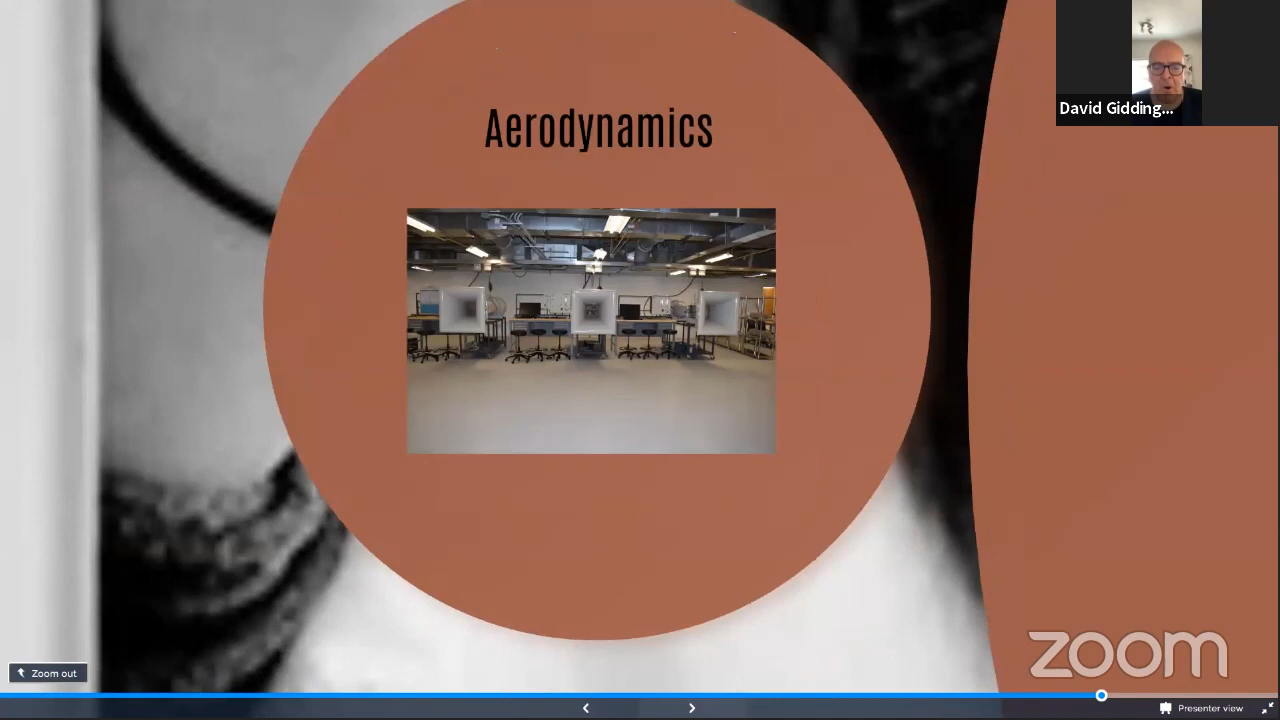 Aerodynamics
David Gidding...
zoom
Zoom out
Presenter view